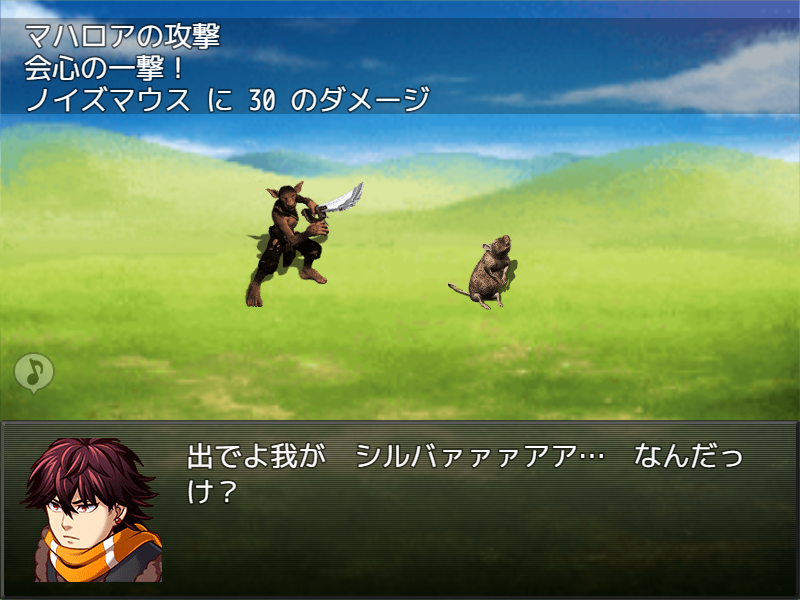 マハロアの攻撃
会心の一撃！
ノイズマウス に 30 のダメージ
出でよ我が　シルバァァァアア…　なんだっ
け？